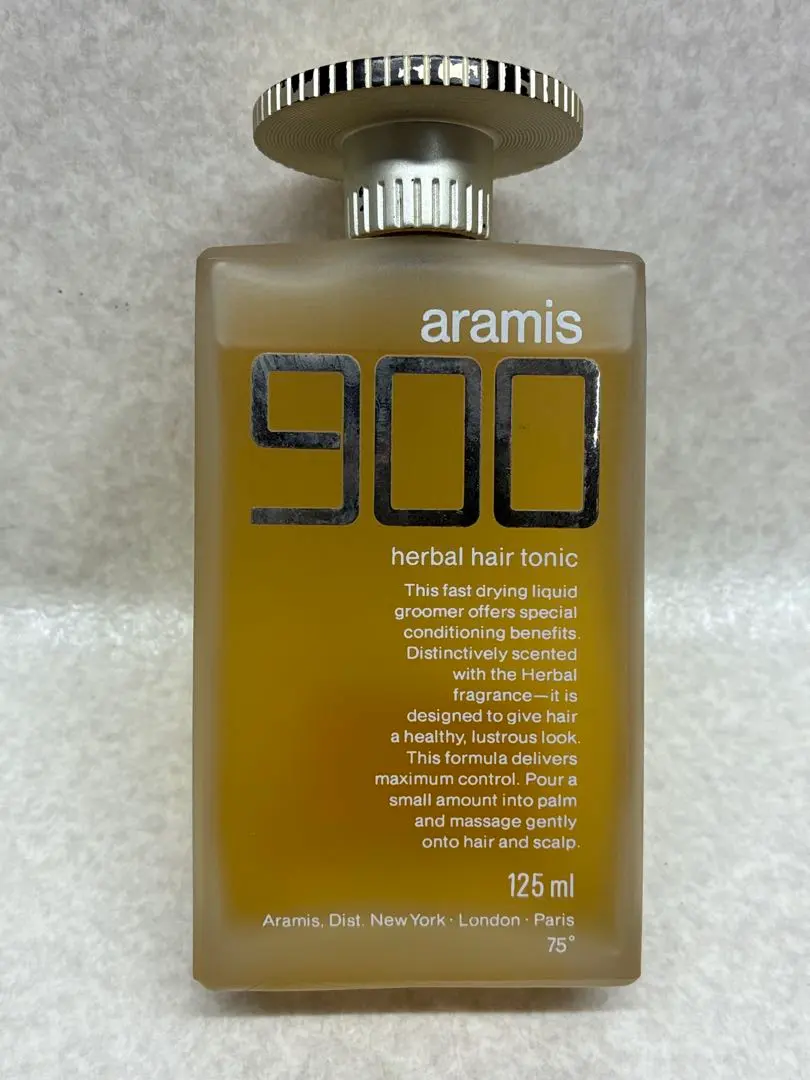 aramis
900
herbal hair tonic
This fast drying liquid
groomer offers special
conditioning benefits.
Distinctively scented
with the Herbal
fragrance—it is
designed to give hair
a healthy, lustrous look.
This formula delivers
maximum control. Pour a
small amount into palm
and massage gently
onto hair and scalp.
125 ml
Aramis, Dist. New York · London · Paris
75°